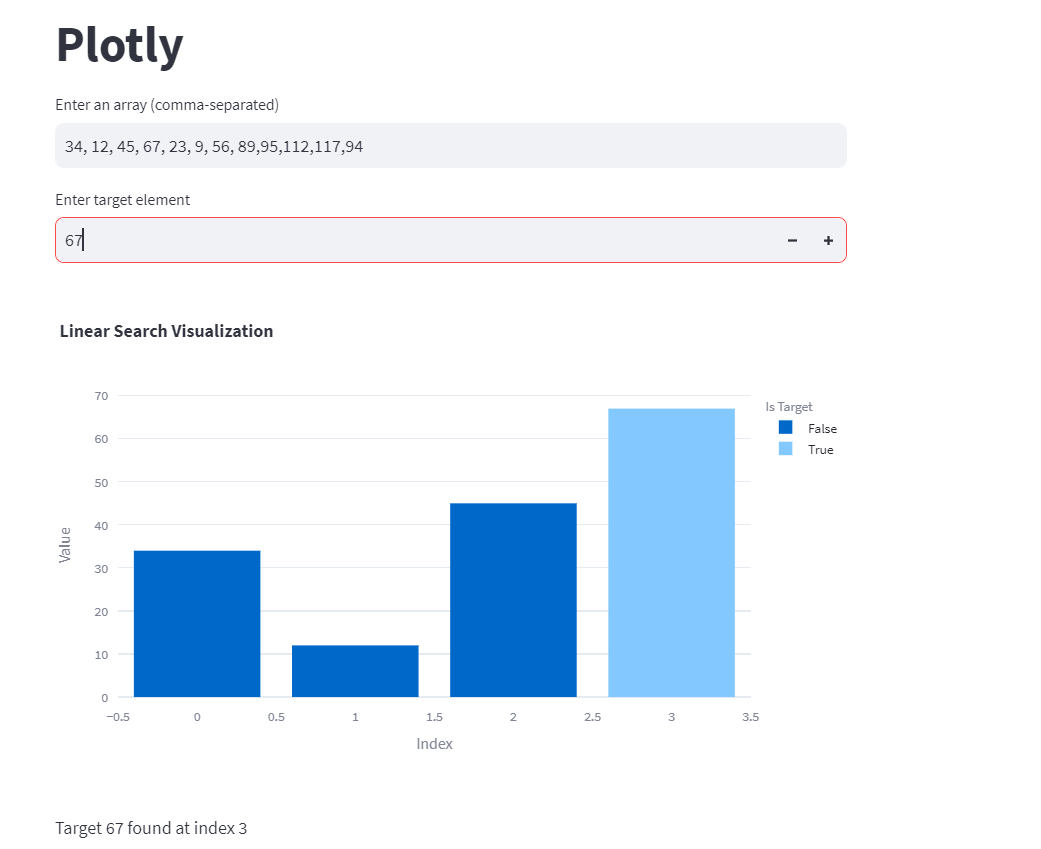 Plotly
Enter an array (comma-separated)
34, 12, 45, 67, 23, 9, 56, 89,95,112,117,94
Enter target element
67
− +
Linear Search Visualization
70
60
50
40
30
20
10
0
Value
−0.5 0 0.5 1 1.5 2 2.5 3 3.5
Index
Is Target
False
True
Target 67 found at index 3